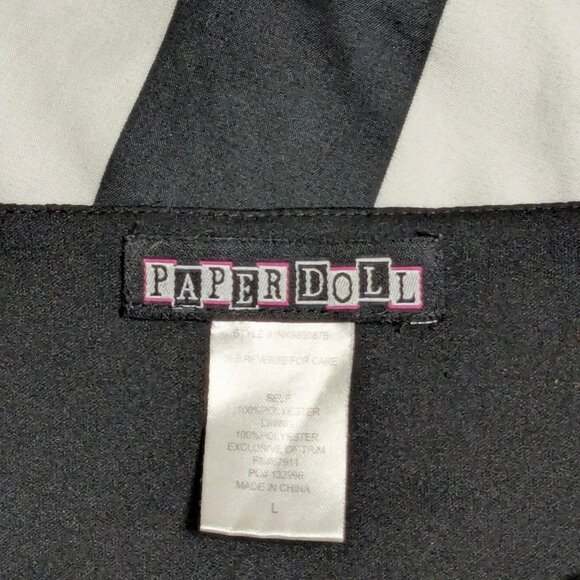 PAPER DOLL
SEE REVERSE FOR CARE
SELF
100% POLYESTER
LINING
100% POLYESTER
EXCLUSIVE OF TRIM
MADE IN CHINA
L